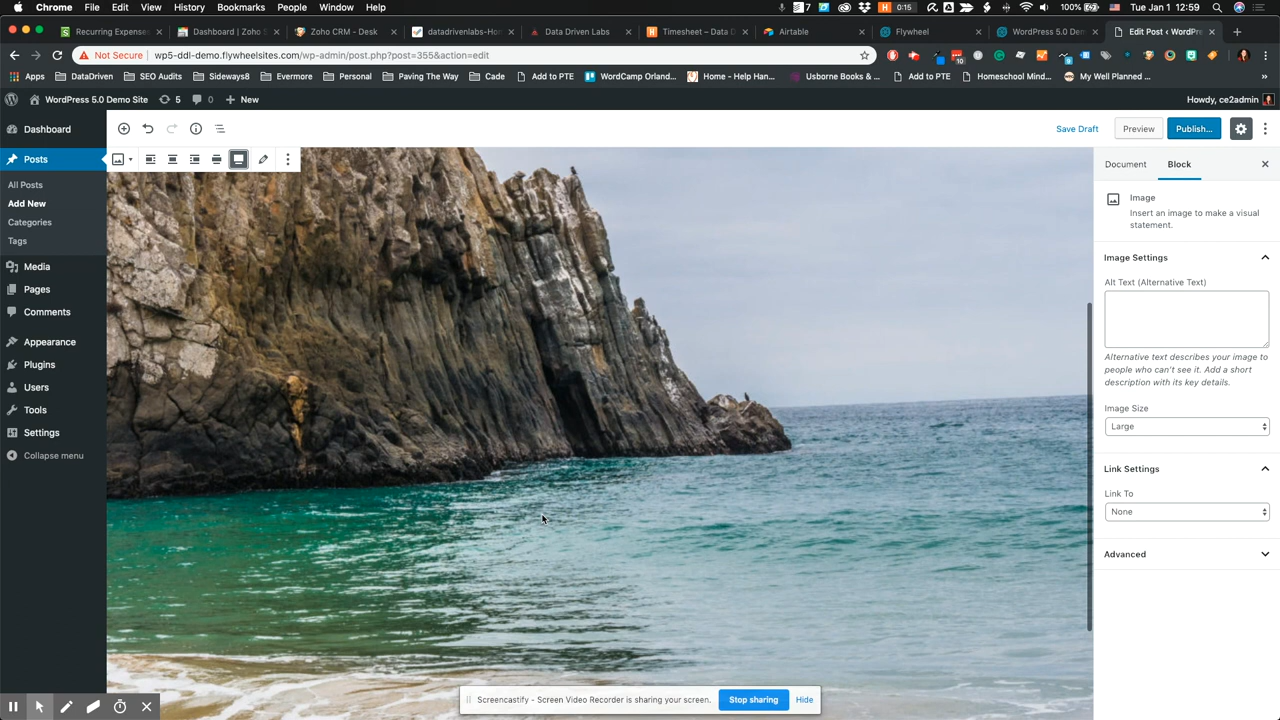 Chrome File Edit View History Bookmarks People Window Help 7 0:15 100% Tue Jan 1 12:59
Recurring Expense Dashboard | Zoho Zoho CRM - Desk datadrivenlabs-Ho Data Driven Labs Timesheet – Data D Airtable Flywheel WordPress 5.0 Dem Edit Post ‹ WordPre
Not Secure wp5-ddl-demo.flywheelsites.com/wp-admin/post.php?post=355&action=edit
Apps DataDriven SEO Audits Sideways8 Evermore Personal Paving The Way Cade Add to PTE WordCamp Orland... Home - Help Han... Usborne Books & ... Add to PTE Homeschool Mind... My Well Planned ...
WordPress 5.0 Demo Site 5 0 New Howdy, ce2admin
Dashboard
Posts
All Posts
Add New
Categories
Tags
Media
Pages
Comments
Appearance
Plugins
Users
Tools
Settings
Collapse menu
Save Draft Preview Publish...
Document Block
Image
Insert an image to make a visual
statement.
Image Settings
Alt Text (Alternative Text)
Alternative text describes your image to
people who can't see it. Add a short
description with its key details.
Image Size
Large
Link Settings
Link To
None
Advanced
Screencastify - Screen Video Recorder is sharing your screen. Stop sharing Hide